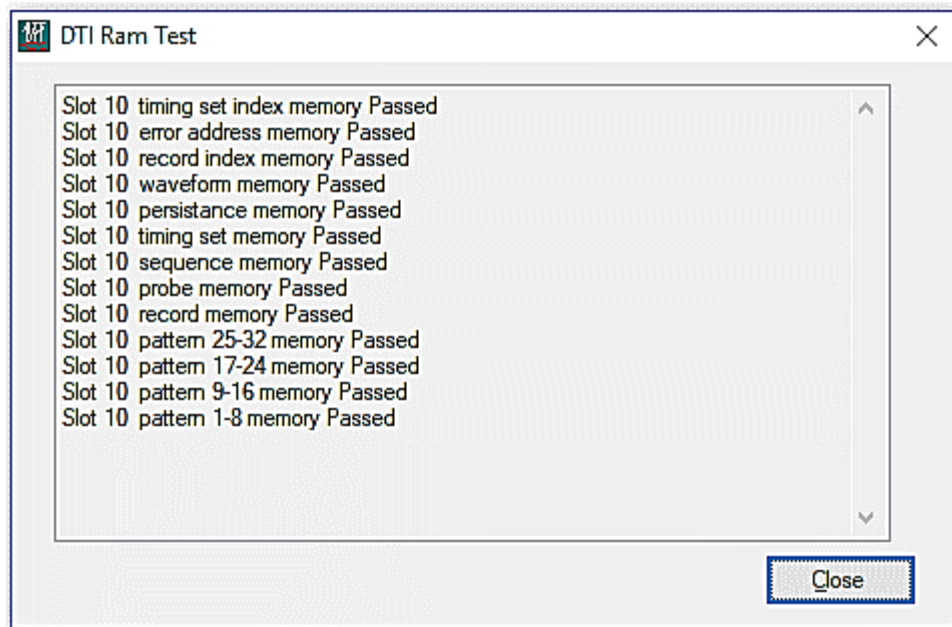 DTI Ram Test
Slot 10 timing set index memory Passed
Slot 10 error address memory Passed
Slot 10 record index memory Passed
Slot 10 waveform memory Passed
Slot 10 persistance memory Passed
Slot 10 timing set memory Passed
Slot 10 sequence memory Passed
Slot 10 probe memory Passed
Slot 10 record memory Passed
Slot 10 pattern 25-32 memory Passed
Slot 10 pattern 17-24 memory Passed
Slot 10 pattern 9-16 memory Passed
Slot 10 pattern 1-8 memory Passed
Close